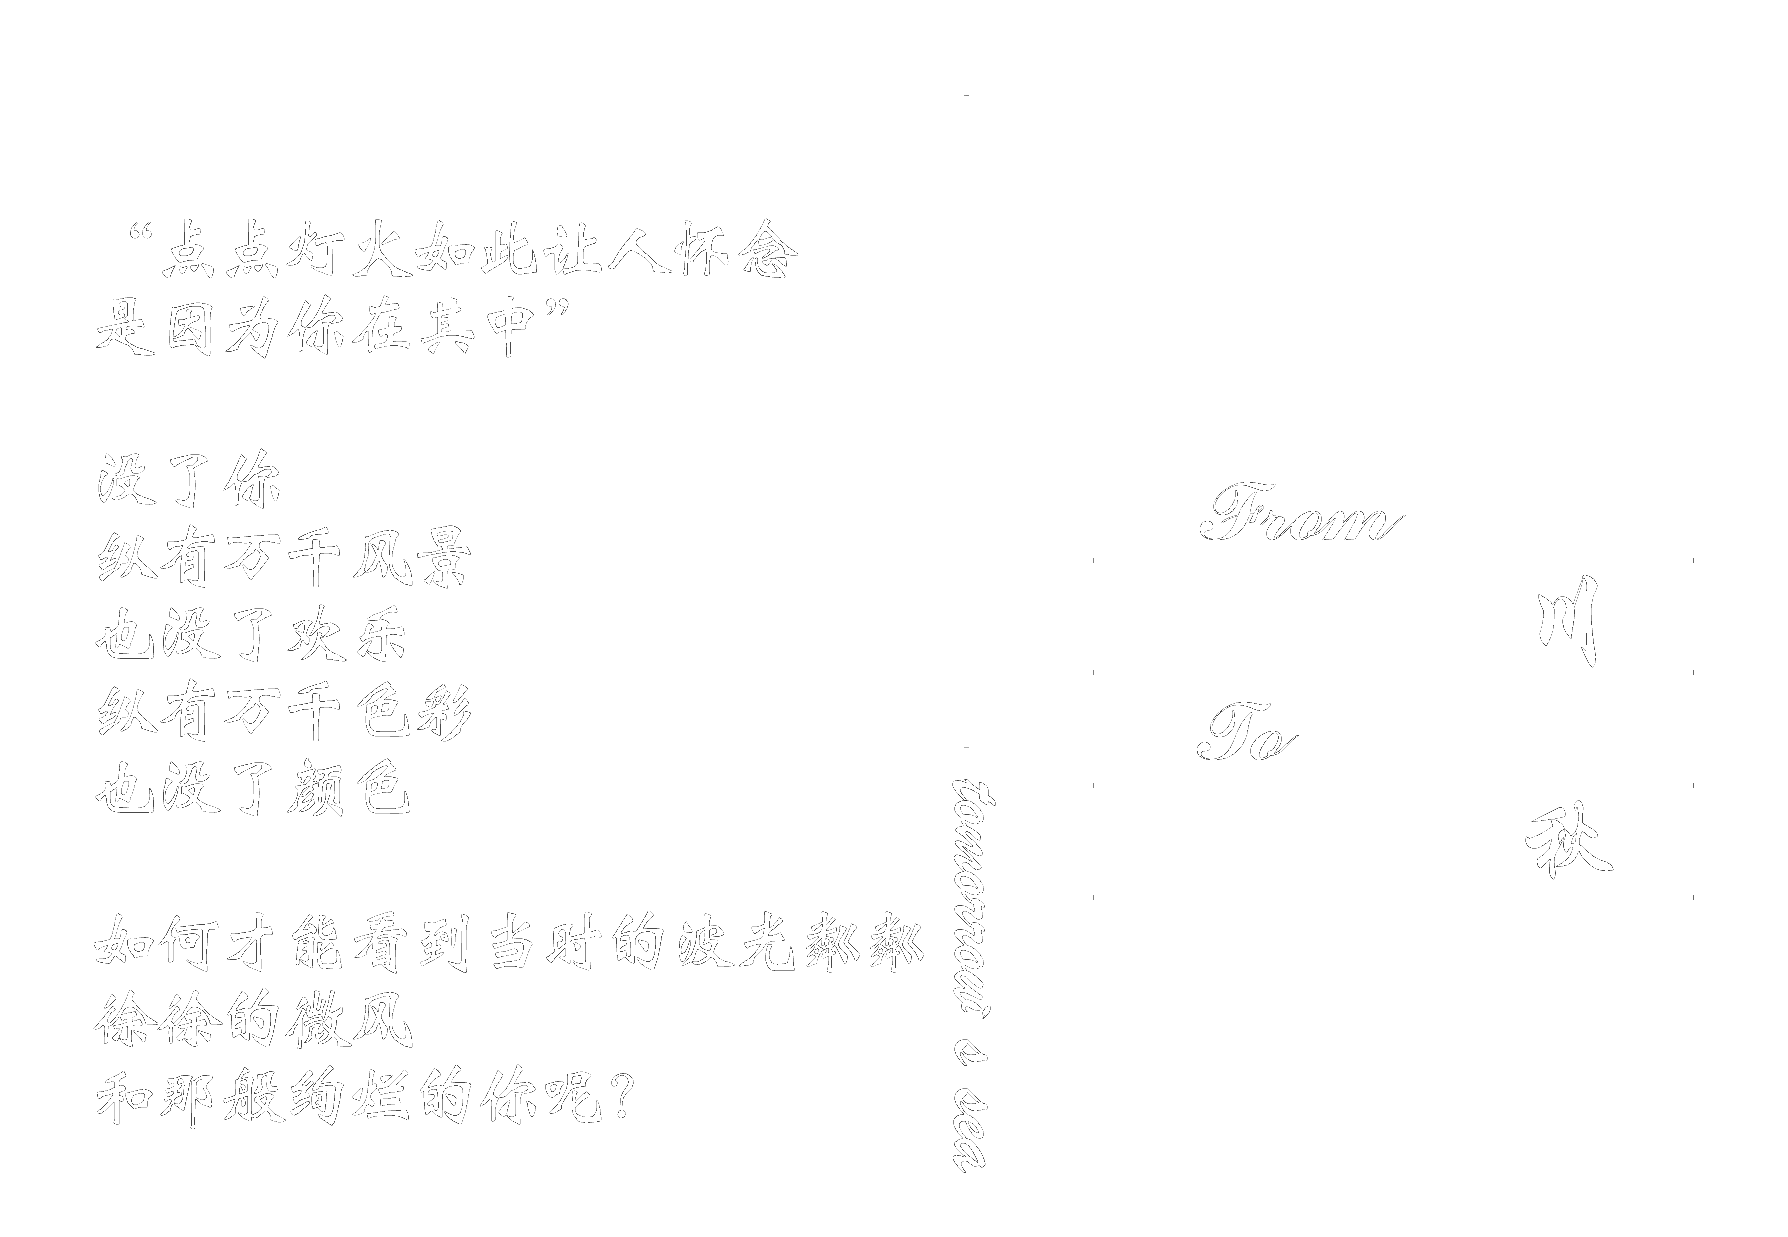 “点点灯火如此让人怀念
是因为你在其中”
没了你
纵有万千风景
也没了欢乐
纵有万千色彩
也没了颜色
如何才能看到当时的波光粼粼
徐徐的微风
和那般绚烂的你呢？
tomorrow's sea
From
川
To
秋